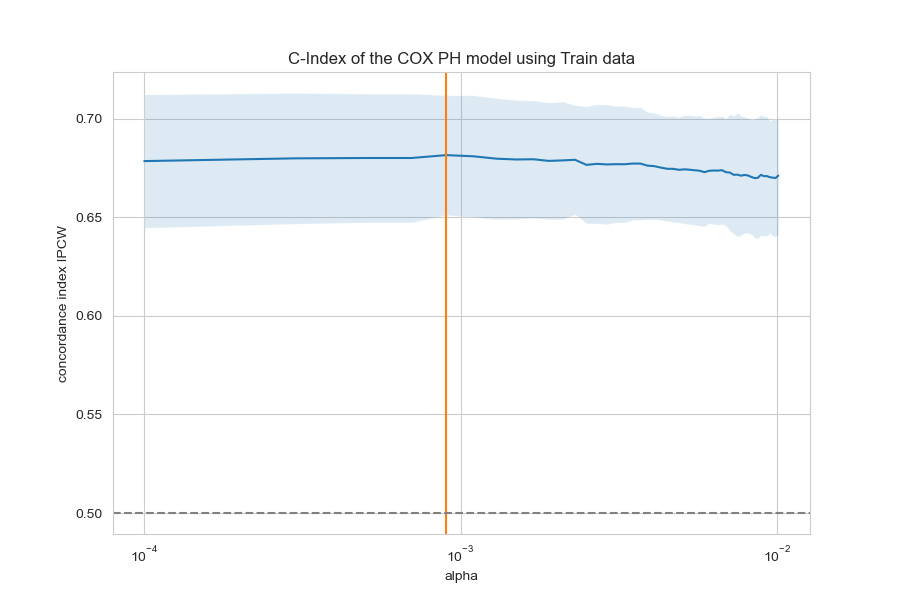 C-Index of the COX PH model using Train data
concordance index IPCW
0.70
0.65
0.60
0.55
0.50
10⁻⁴ 10⁻³ 10⁻²
alpha